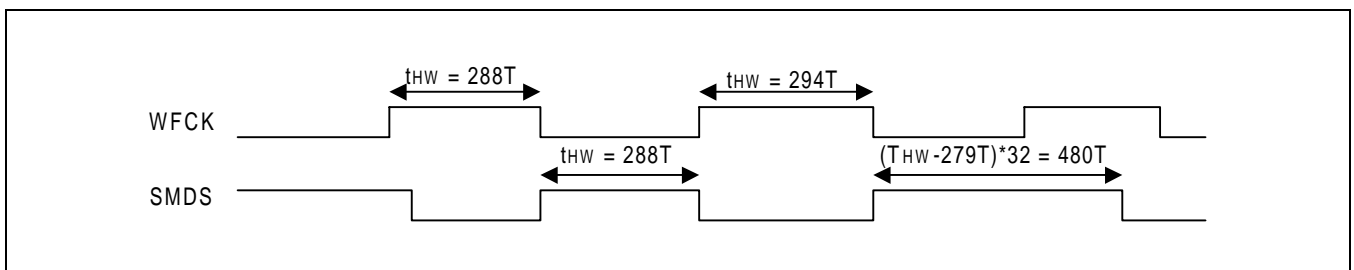 tHW = 288T
tHW = 294T
WFCK
tHW = 288T
(THW-279T)*32 = 480T
SMDS